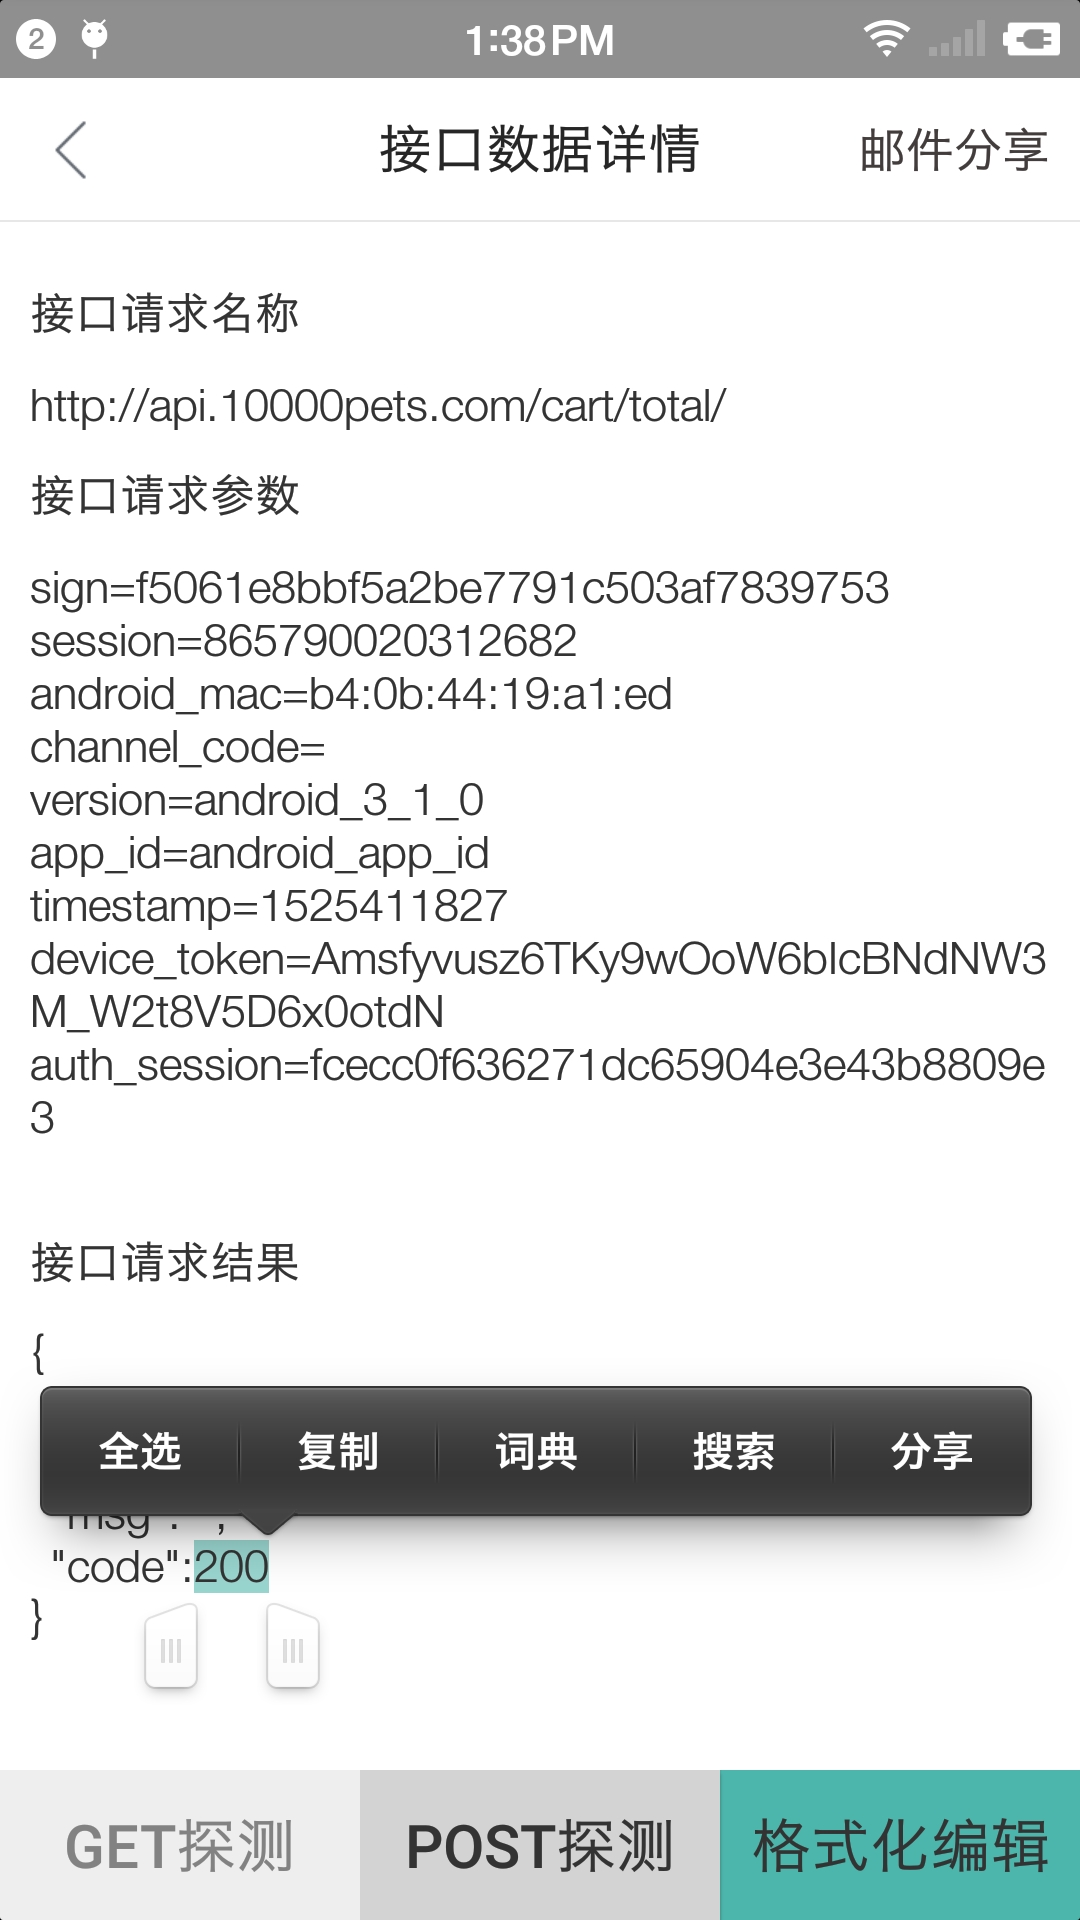 2
1:38 PM
接口数据详情
邮件分享
接口请求名称
http://api.10000pets.com/cart/total/
接口请求参数
sign=f5061e8bbf5a2be7791c503af7839753
session=865790020312682
android_mac=b4:0b:44:19:a1:ed
channel_code=
version=android_3_1_0
app_id=android_app_id
timestamp=1525411827
device_token=Amsfyvusz6TKy9wOoW6bIcBNdNW3
M_W2t8V5D6x0otdN
auth_session=fcecc0f636271dc65904e3e43b8809e
3
接口请求结果
{
全选 复制 词典 搜索 分享
"msg":"",
"code":200
}
GET探测 POST探测 格式化编辑